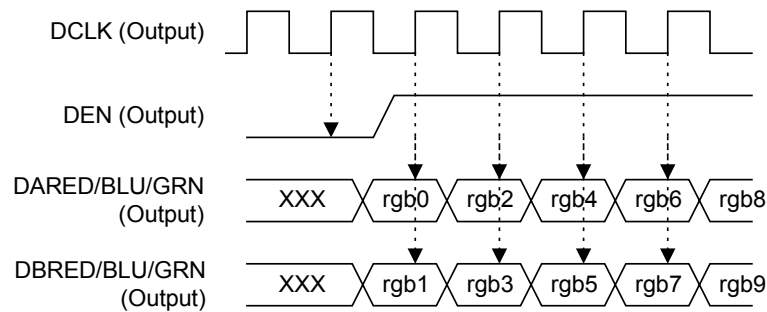 DCLK (Output)
DEN (Output)
DARED/BLU/GRN
(Output)
XXX rgb0 rgb2 rgb4 rgb6 rgb8
DBRED/BLU/GRN
(Output)
XXX rgb1 rgb3 rgb5 rgb7 rgb9